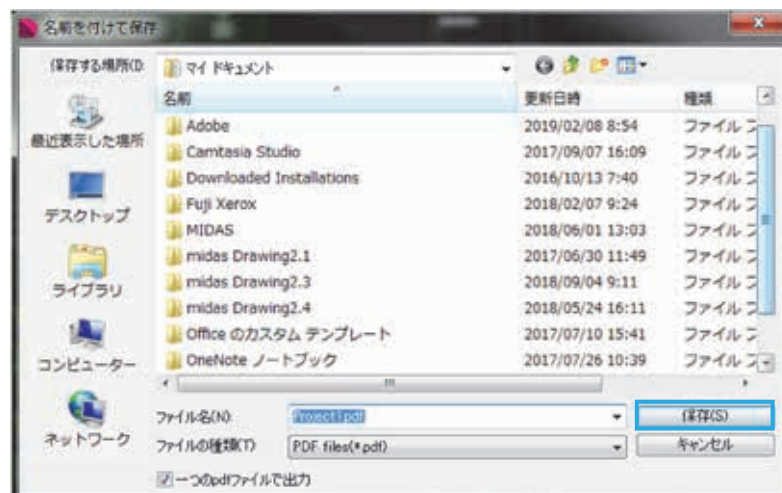 名前を付けて保存
保存する場所(I):
マイ ドキュメント
名前 更新日時 種類
Adobe 2019/02/08 8:54 ファイル フ
Camtasia Studio 2017/09/07 16:09 ファイル フ
Downloaded Installations 2016/10/13 7:40 ファイル フ
Fuji Xerox 2018/02/07 9:24 ファイル フ
MIDAS 2018/06/01 13:03 ファイル フ
midas Drawing2.1 2017/06/30 11:49 ファイル フ
midas Drawing2.3 2018/09/04 9:11 ファイル フ
midas Drawing2.4 2018/05/24 16:11 ファイル フ
Office のカスタム テンプレート 2017/07/10 15:41 ファイル フ
OneNote ノートブック 2017/07/26 10:39 ファイル フ
最近表示した場所
デスクトップ
ライブラリ
コンピューター
ネットワーク
ファイル名(N): Project1.pdf 保存(S)
ファイルの種類(T): PDF files(*.pdf) キャンセル
一つのpdfファイルで出力